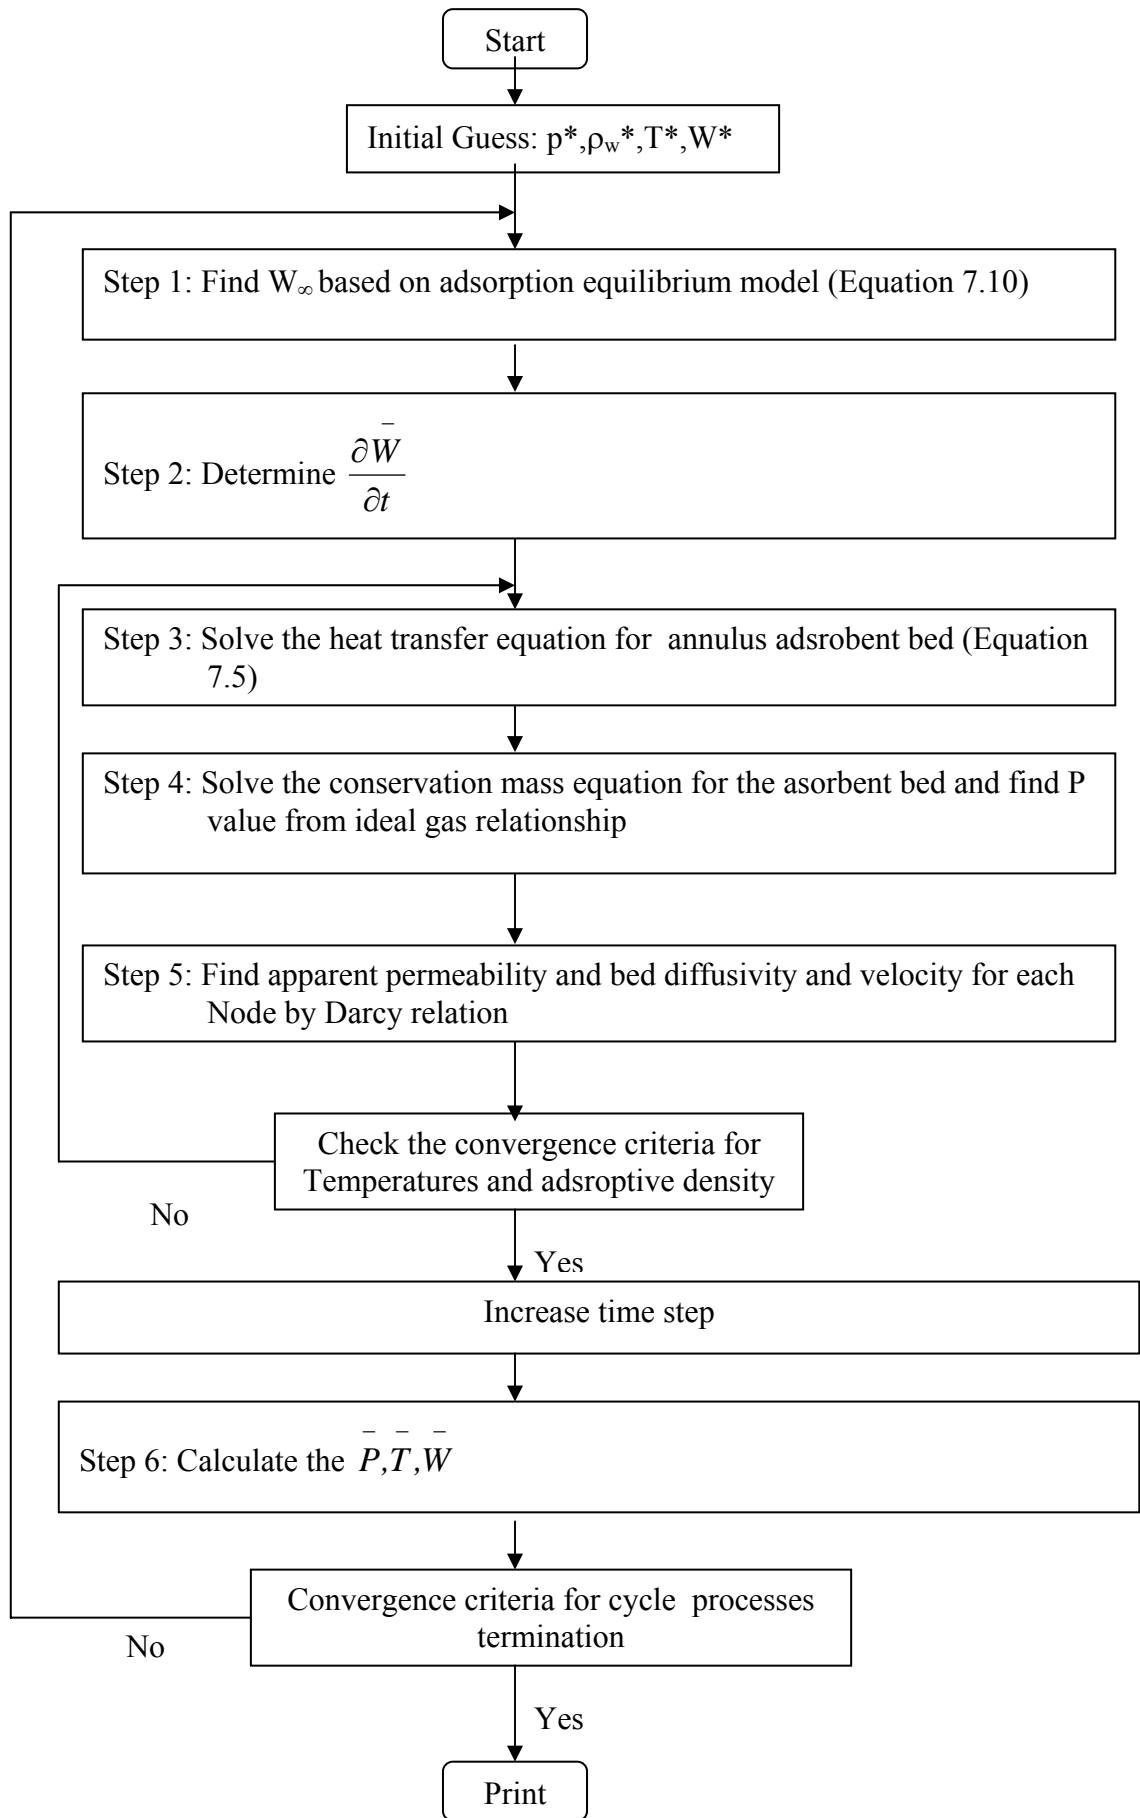 Start
Initial Guess: p*,ρw*,T*,W*
Step 1: Find W∞ based on adsorption equilibrium model (Equation 7.10)
Step 2: Determine ∂W̄/∂t
Step 3: Solve the heat transfer equation for annulus adsrobent bed (Equation
7.5)
Step 4: Solve the conservation mass equation for the asorbent bed and find P
value from ideal gas relationship
Step 5: Find apparent permeability and bed diffusivity and velocity for each
Node by Darcy relation
Check the convergence criteria for
Temperatures and adsroptive density
No
Yes
Increase time step
Step 6: Calculate the P̄,T̄,W̄
Convergence criteria for cycle processes
termination
No
Yes
Print